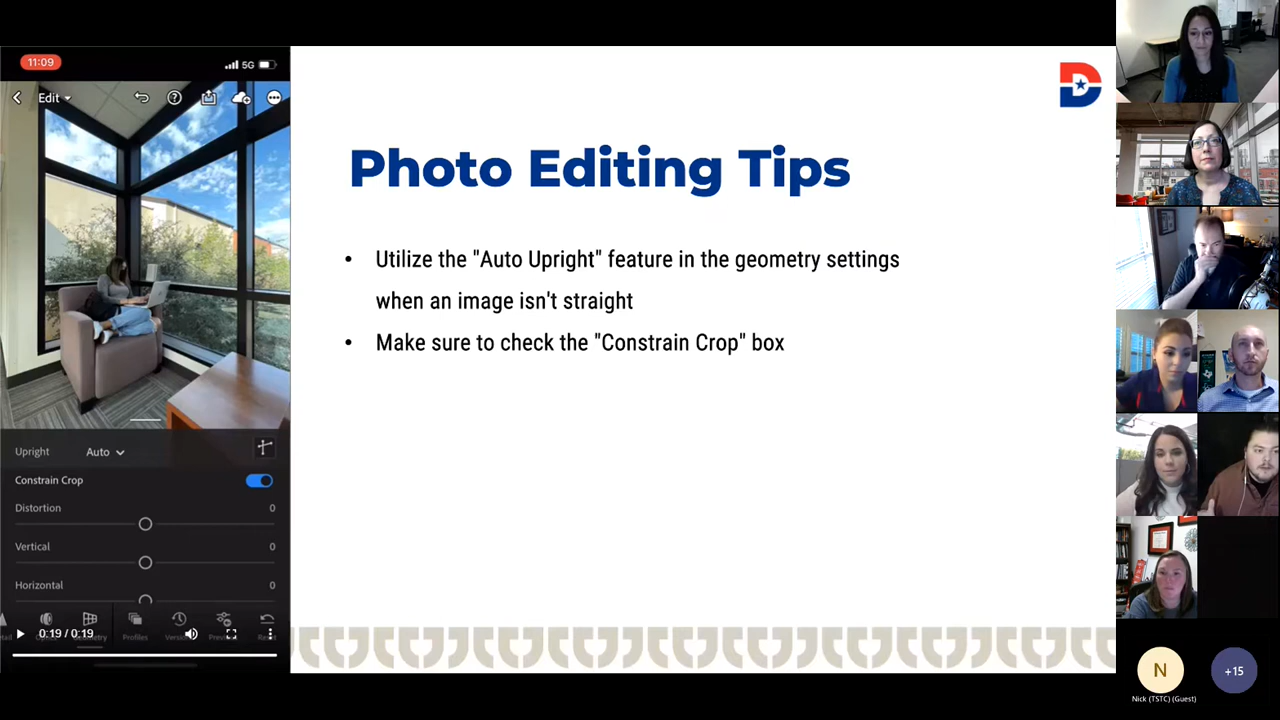 11:09
5G
Edit
Photo Editing Tips
• Utilize the "Auto Upright" feature in the geometry settings
when an image isn't straight
• Make sure to check the "Constrain Crop" box
Upright Auto
Constrain Crop
Distortion 0
Vertical 0
Horizontal 0
0:19 / 0:19
Profiles
D
N
+15
Nick (TSTC) (Guest)